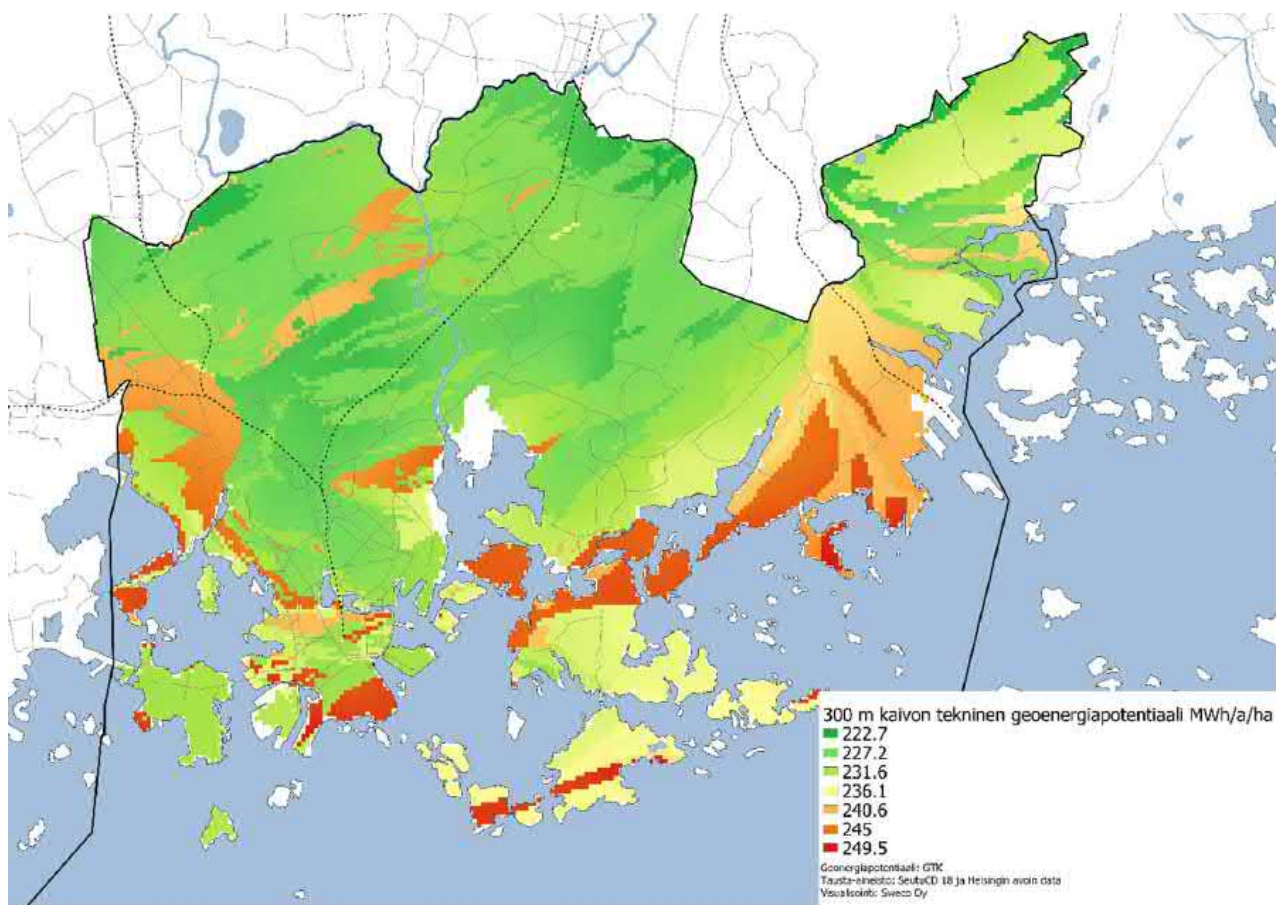 300 m kaivon tekninen geoenergiapotentiaali MWh/a/ha
222.7
227.2
231.6
236.1
240.6
245
249.5
Geoenergiapotentiaali: GTK
Tausta-aineisto: SeutuCD 18 ja Helsingin avoin data
Visualisointi: Sweco Oy